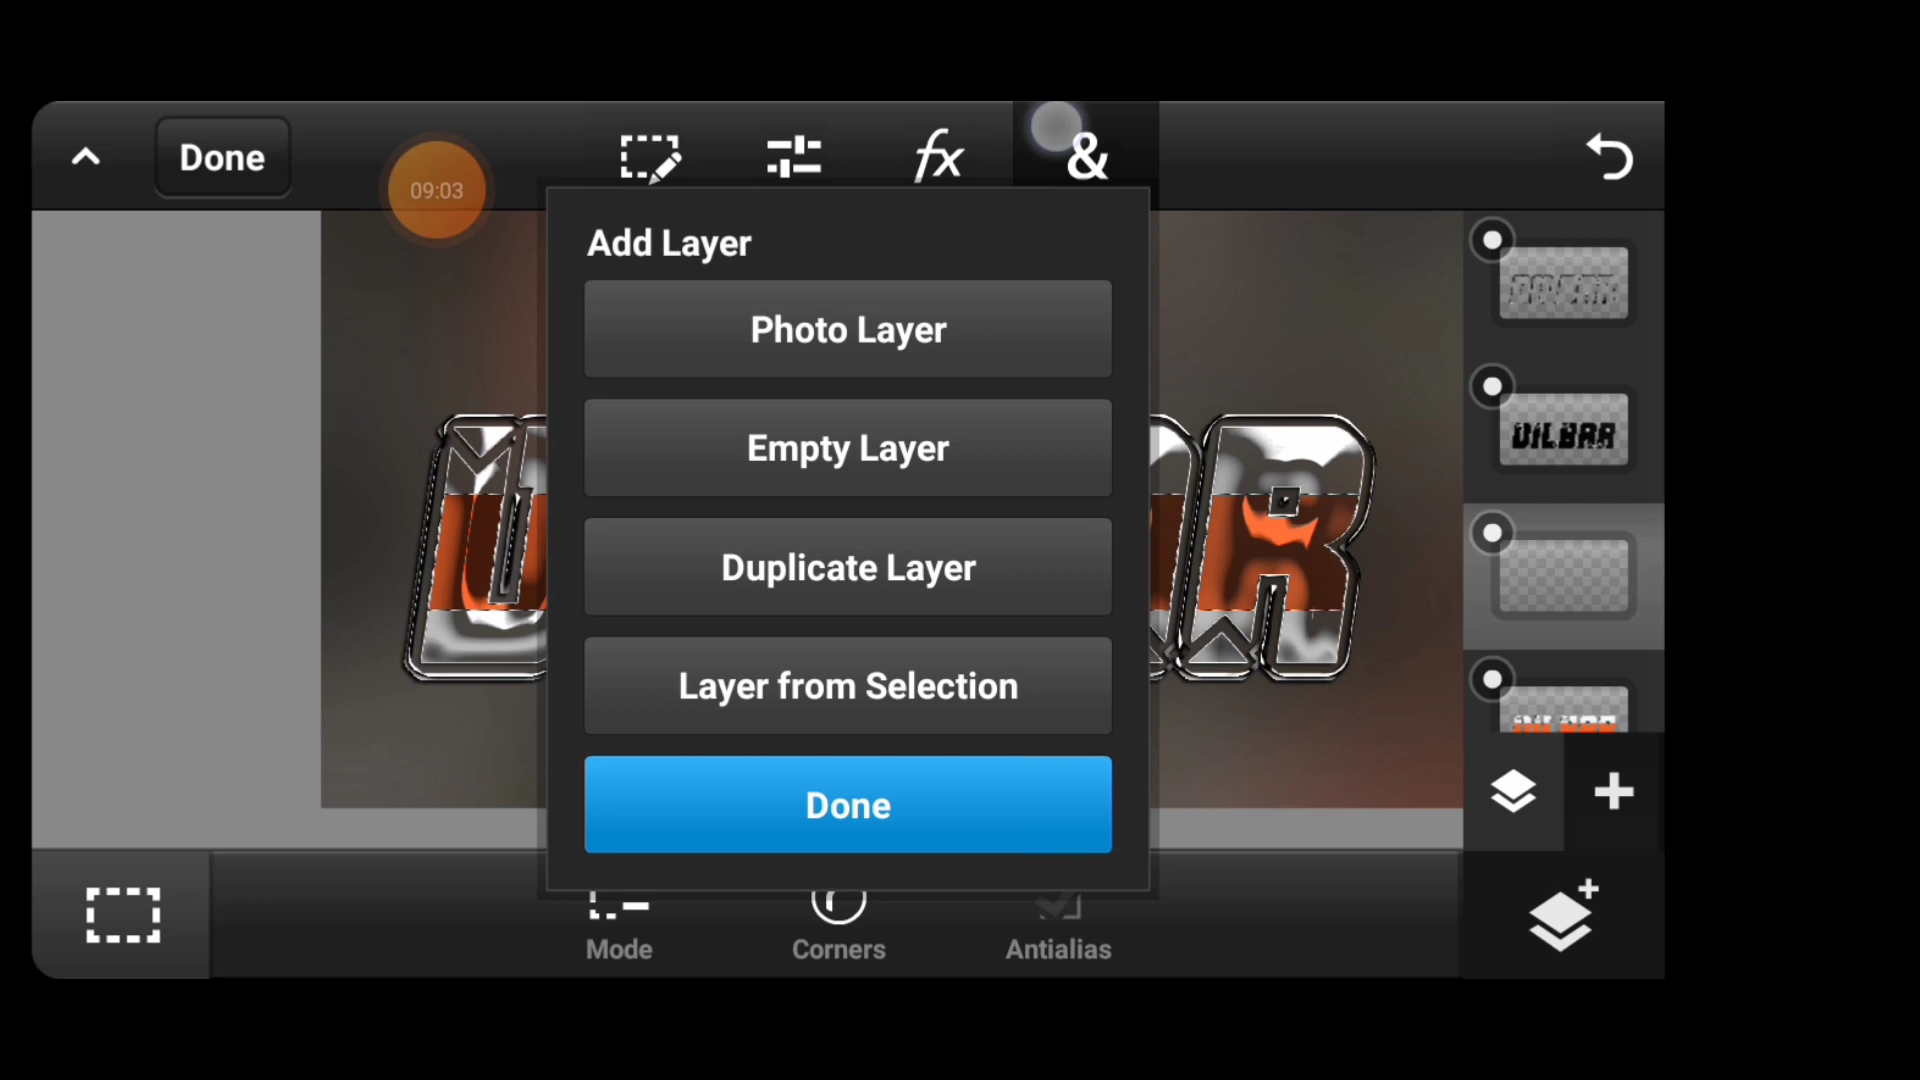 Done
09:03
fx
&
Add Layer
Photo Layer
Empty Layer
Duplicate Layer
Layer from Selection
Done
DILBAR
Mode
Corners
Antialias